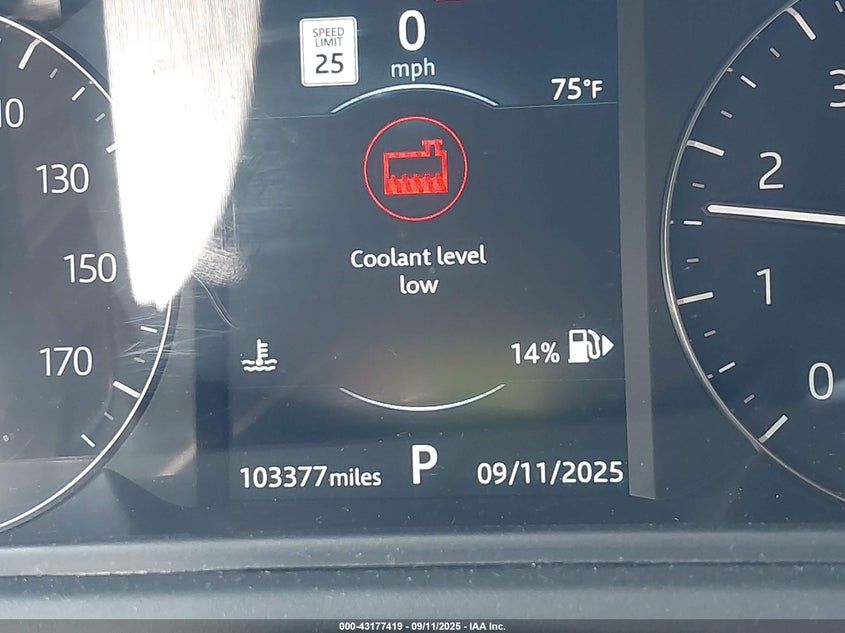 SPEED
LIMIT
25
0
mph
75°F
3
130
2
150
Coolant level
low
1
170
14%
0
103377miles
P
09/11/2025
000-43177419 - 09/11/2025 - IAA Inc.